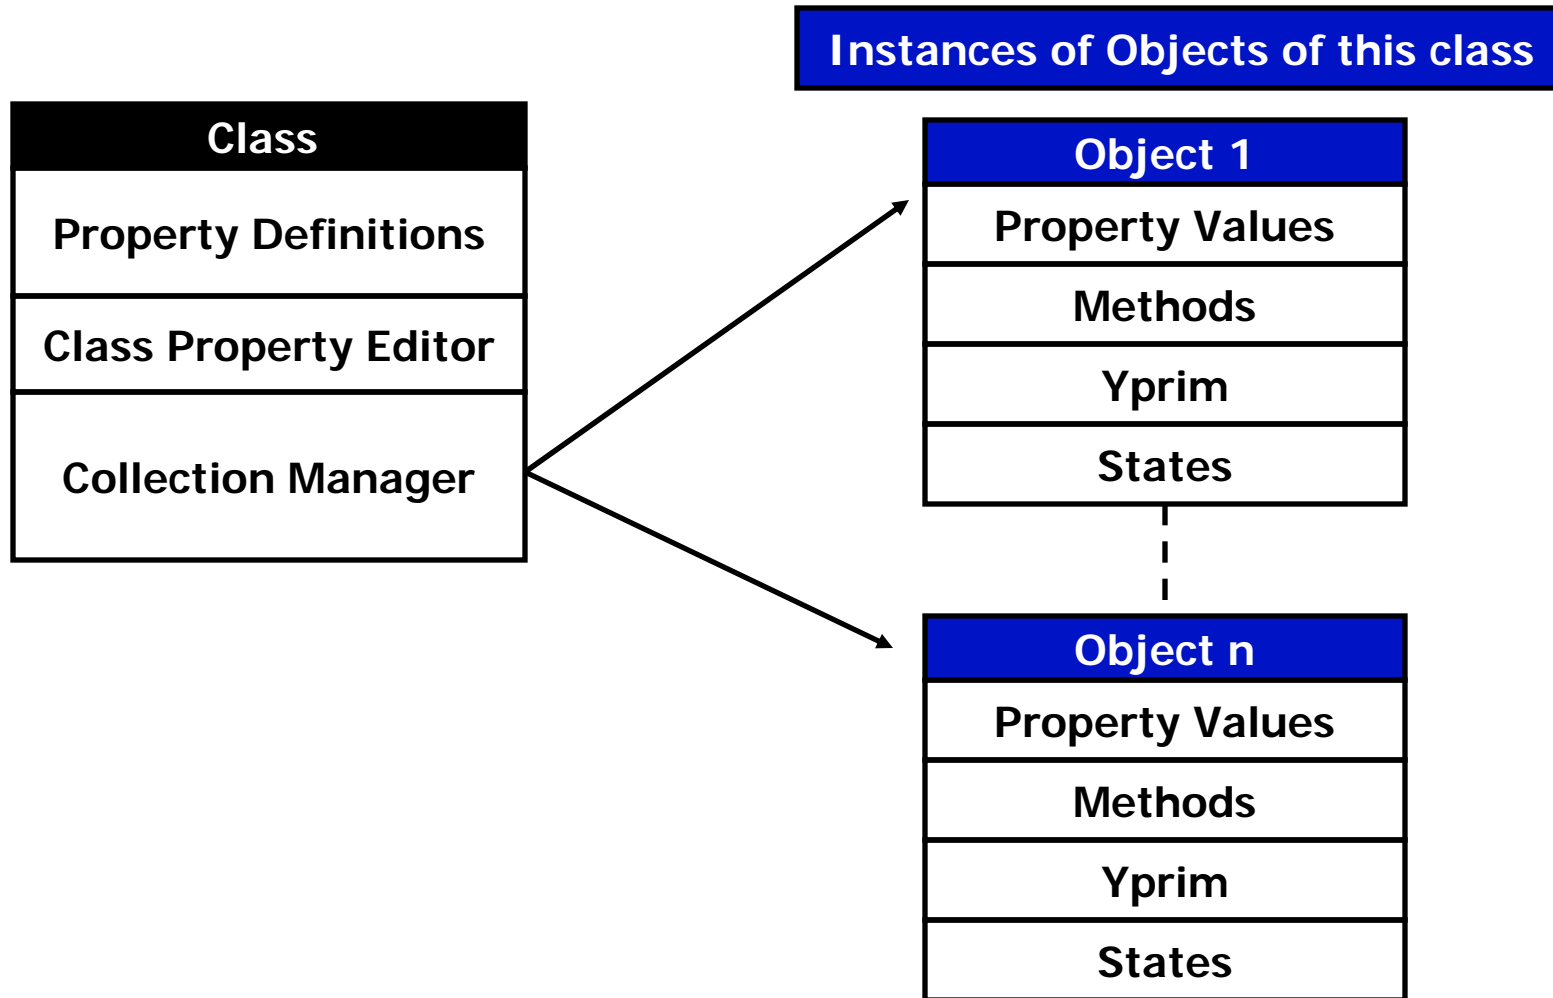 Instances of Objects of this class
Class
Property Definitions
Class Property Editor
Collection Manager
Object 1
Property Values
Methods
Yprim
States
Object n
Property Values
Methods
Yprim
States